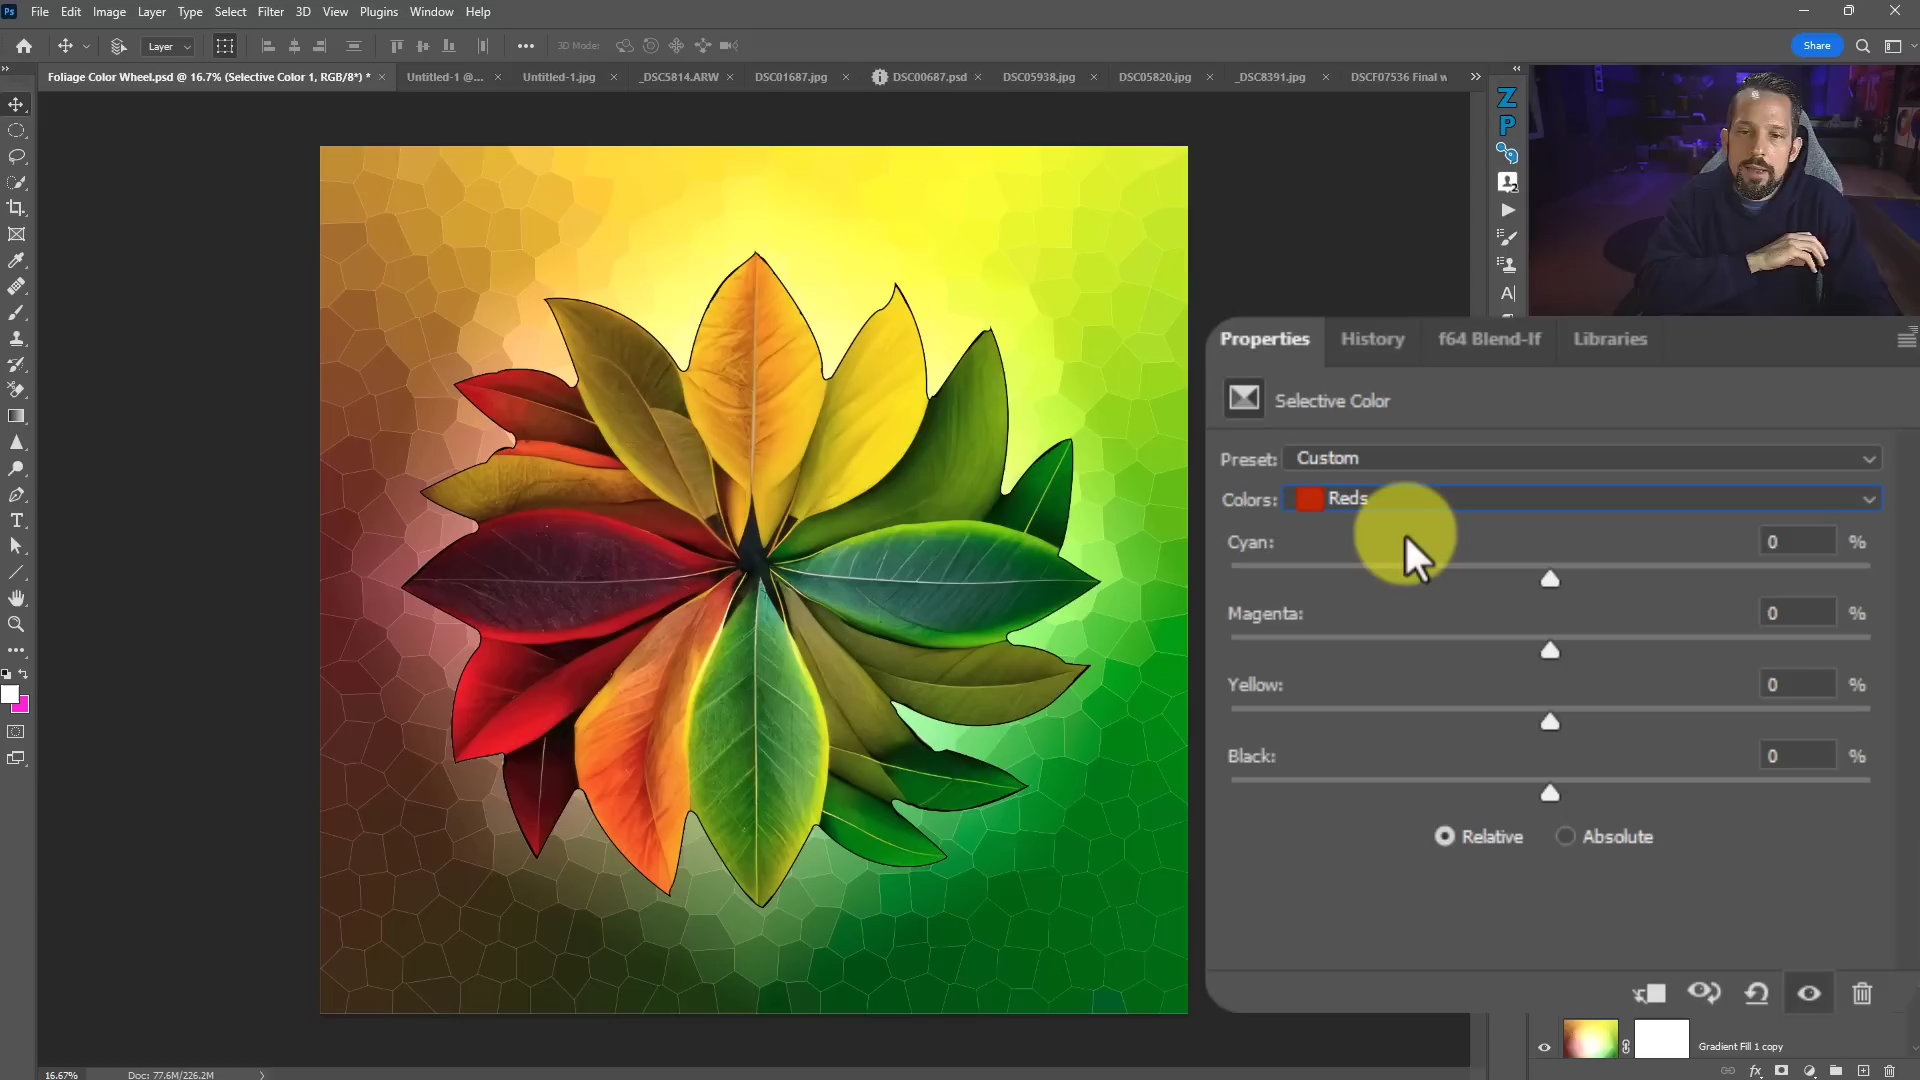 Ps File Edit Image Layer Type Select Filter 3D View Plugins Window Help
Layer 3D Mode: Share
Foliage Color Wheel.psd @ 16.7% (Selective Color 1, RGB/8*) * Untitled-1 @... Untitled-1.jpg _DSC5814.ARW DSC01687.jpg DSC00687.psd DSC05938.jpg DSC05820.jpg _DSC8391.jpg DSCF07536 Final w
Z
P
A
Properties History f64 Blend-If Libraries
Selective Color
Preset: Custom
Colors: Reds
Cyan: 0 %
Magenta: 0 %
Yellow: 0 %
Black: 0 %
Relative Absolute
Gradient Fill 1 copy
16.67% Doc: 77.6M/226.2M
fx